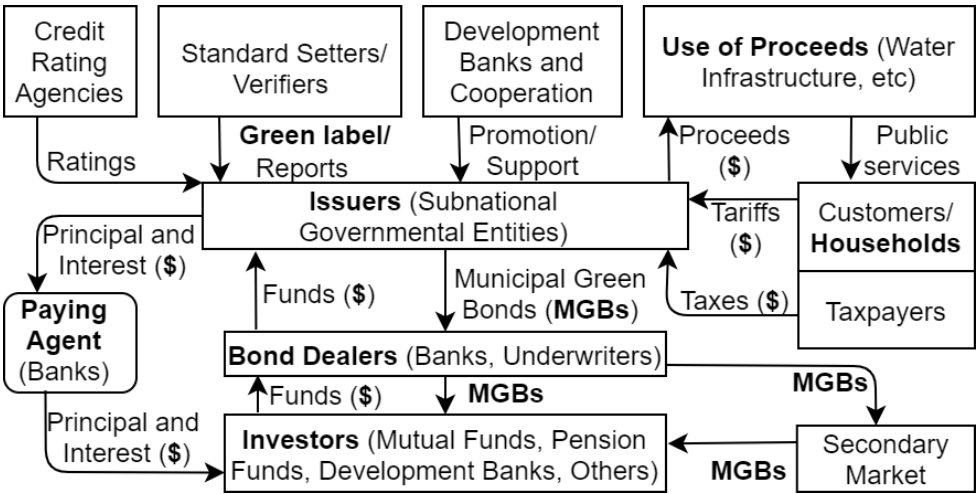 Credit
Rating
Agencies
Standard Setters/
Verifiers
Development
Banks and
Cooperation
Use of Proceeds (Water
Infrastructure, etc)
Ratings
Green label/
Reports
Promotion/
Support
Proceeds
($)
Public
services
Issuers (Subnational
Governmental Entities)
Tariffs
($)
Customers/
Households
Principal and
Interest ($)
Funds ($)
Municipal Green
Bonds (MGBs)
Taxes ($)
Taxpayers
Paying
Agent
(Banks)
Bond Dealers (Banks, Underwriters)
Funds ($)
MGBs
MGBs
Principal and
Interest ($)
Investors (Mutual Funds, Pension
Funds, Development Banks, Others)
MGBs
Secondary
Market